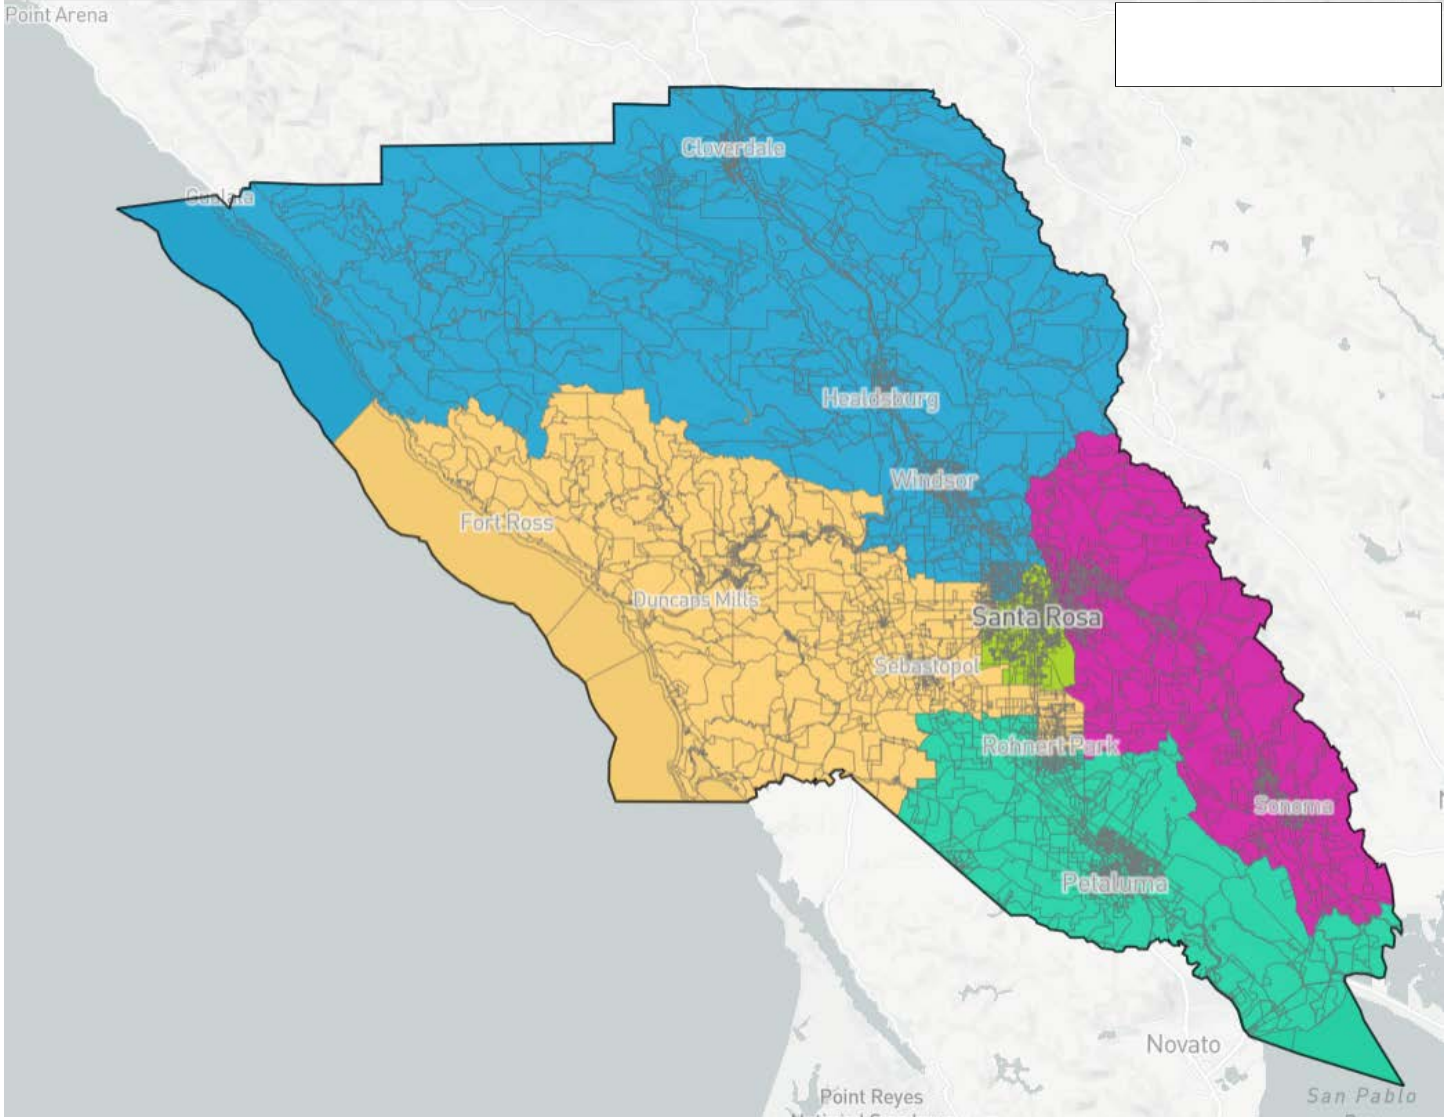 Point Arena
Cloverdale
Gualala
Healdsburg
Windsor
Fort Ross
Duncans Mills
Santa Rosa
Sebastopol
Rohnert Park
Sonoma
Petaluma
Novato
Point Reyes
San Pablo